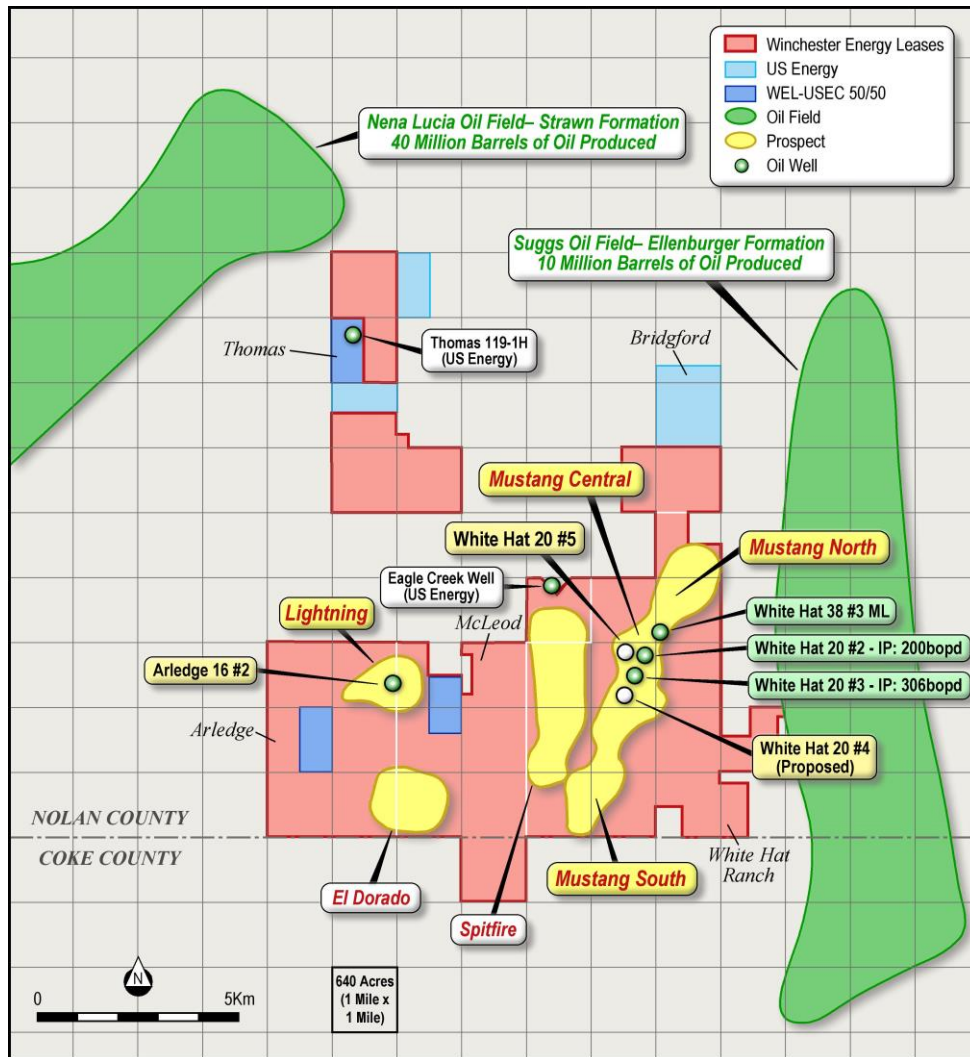 Winchester Energy Leases
US Energy
WEL-USEC 50/50
Oil Field
Prospect
Oil Well
Nena Lucia Oil Field– Strawn Formation
40 Million Barrels of Oil Produced
Suggs Oil Field– Ellenburger Formation
10 Million Barrels of Oil Produced
Thomas
Thomas 119-1H
(US Energy)
Bridgford
Mustang Central
White Hat 20 #5
Mustang North
Eagle Creek Well
(US Energy)
Lightning
McLeod
White Hat 38 #3 ML
White Hat 20 #2 - IP: 200bopd
Arledge 16 #2
White Hat 20 #3 - IP: 306bopd
Arledge
White Hat 20 #4
(Proposed)
NOLAN COUNTY
COKE COUNTY
White Hat
Ranch
Mustang South
El Dorado
Spitfire
N
0
5Km
640 Acres
(1 Mile x
1 Mile)